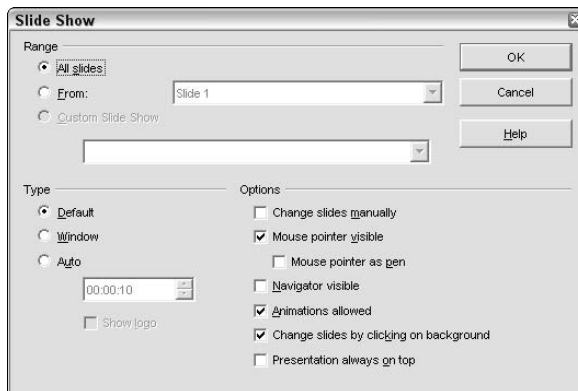 Slide Show
Range
All slides
OK
From:
Slide 1
Cancel
Custom Slide Show
Help
Type
Options
Default
Change slides manually
Window
Mouse pointer visible
Auto
Mouse pointer as pen
00:00:10
Navigator visible
Show logo
Animations allowed
Change slides by clicking on background
Presentation always on top